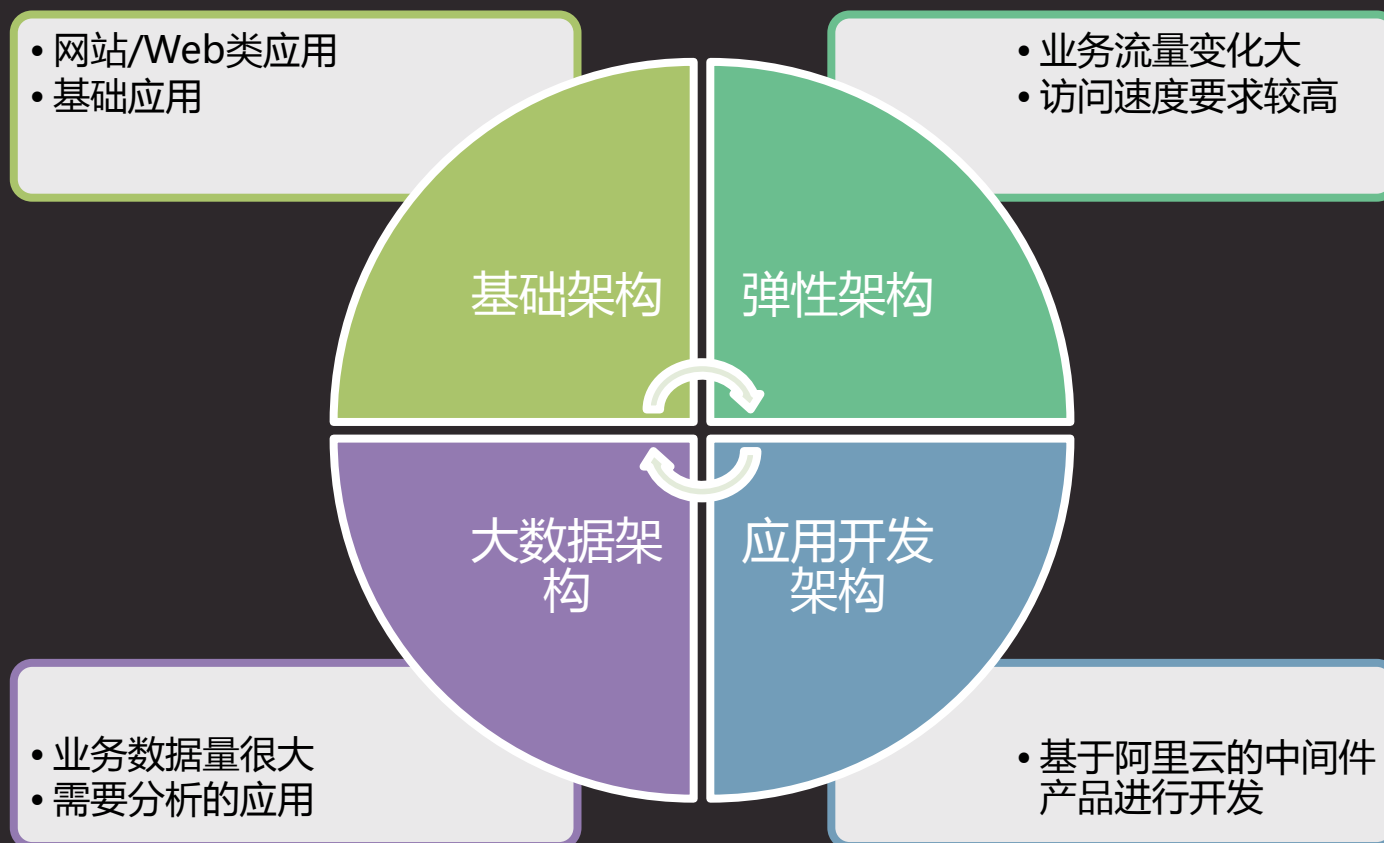 • 网站/Web类应用
• 基础应用
• 业务流量变化大
• 访问速度要求较高
基础架构
弹性架构
大数据架
构
应用开发
架构
• 业务数据量很大
• 需要分析的应用
• 基于阿里云的中间件
产品进行开发